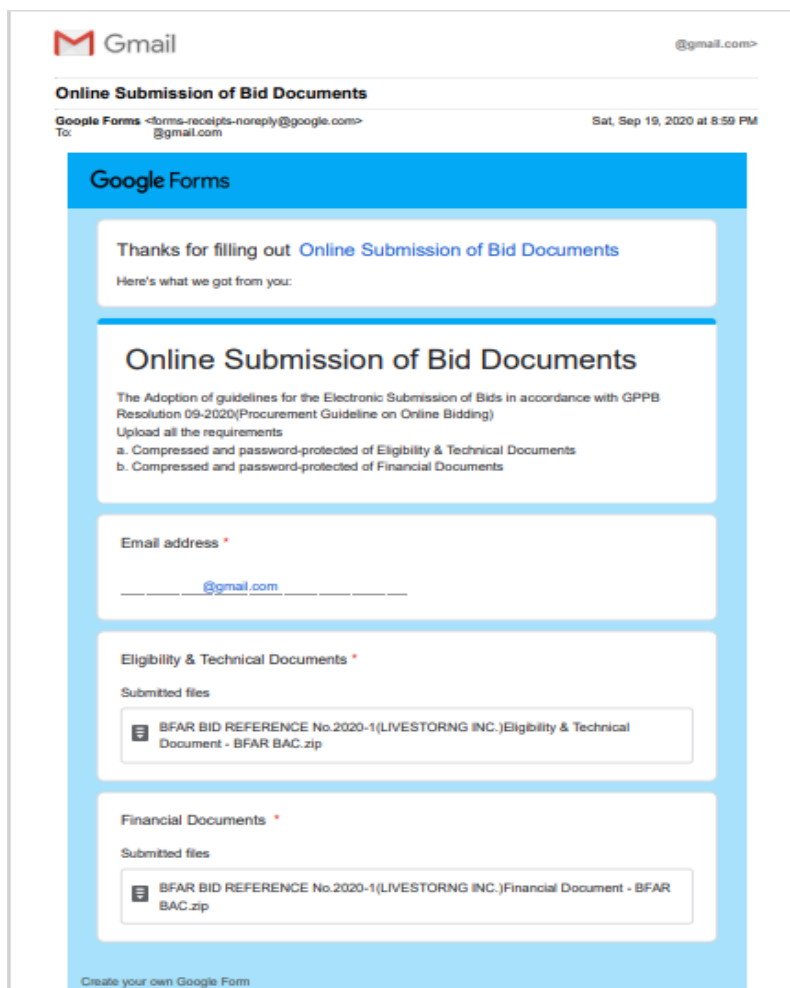 Gmail
@gmail.com>
Online Submission of Bid Documents
Google Forms <forms-receipts-noreply@google.com>
Sat, Sep 19, 2020 at 8:59 PM
To: @gmail.com
Google Forms
Thanks for filling out Online Submission of Bid Documents
Here's what we got from you:
Online Submission of Bid Documents
The Adoption of guidelines for the Electronic Submission of Bids in accordance with GPPB
Resolution 09-2020(Procurement Guideline on Online Bidding)
Upload all the requirements
a. Compressed and password-protected of Eligibility & Technical Documents
b. Compressed and password-protected of Financial Documents
Email address *
@gmail.com
Eligibility & Technical Documents *
Submitted files
BFAR BID REFERENCE No.2020-1(LIVESTORNG INC.)Eligibility & Technical
Document - BFAR BAC.zip
Financial Documents *
Submitted files
BFAR BID REFERENCE No.2020-1(LIVESTORNG INC.)Financial Document - BFAR
BAC.zip
Create your own Google Form